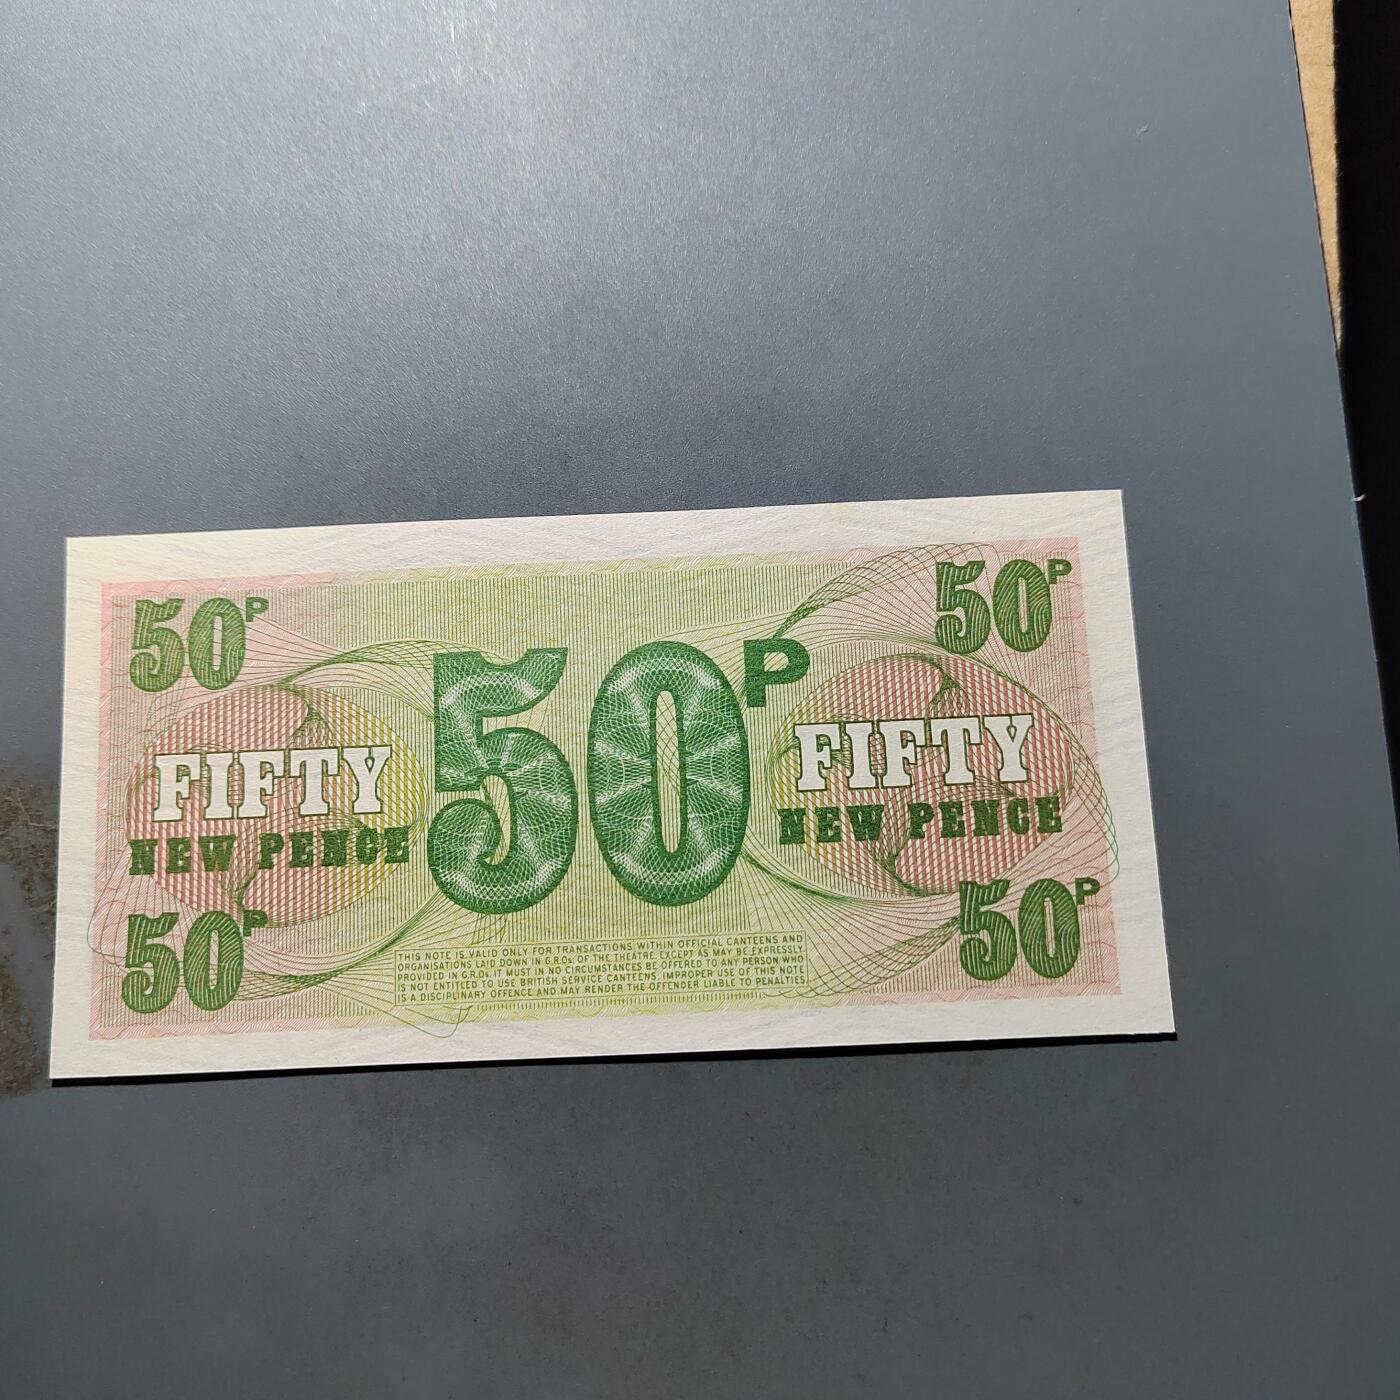 50P
50P
50P
FIFTY
NEW PENCE
FIFTY
NEW PENCE
50P
50P
THIS NOTE IS VALID ONLY FOR TRANSACTIONS WITHIN OFFICIAL CANTEENS AND
ORGANISATIONS LAID DOWN IN G.R.Os. OF THE THEATRE. EXCEPT AS MAY BE EXPRESSLY
PROVIDED IN G.R.Os. IT MUST IN NO CIRCUMSTANCES BE OFFERED TO ANY PERSON WHO
IS NOT ENTITLED TO USE BRITISH SERVICE CANTEENS. IMPROPER USE OF THIS NOTE
IS A DISCIPLINARY OFFENCE AND MAY RENDER THE OFFENDER LIABLE TO PENALTIES